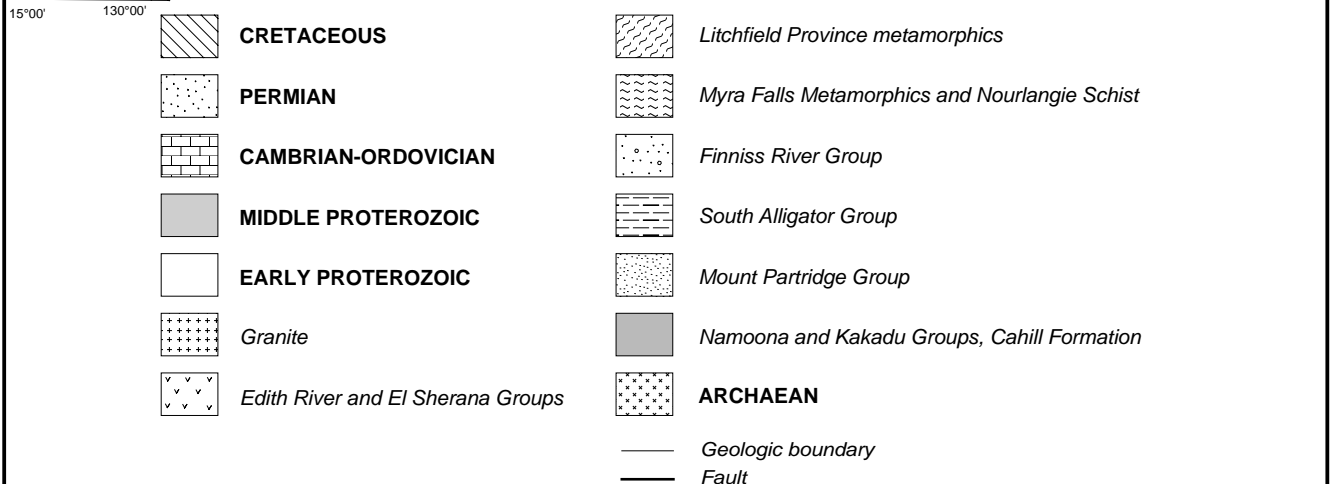 15°00'
130°00'
CRETACEOUS
PERMIAN
CAMBRIAN-ORDOVICIAN
MIDDLE PROTEROZOIC
EARLY PROTEROZOIC
Granite
Edith River and El Sherana Groups
Litchfield Province metamorphics
Myra Falls Metamorphics and Nourlangie Schist
Finniss River Group
South Alligator Group
Mount Partridge Group
Namoona and Kakadu Groups, Cahill Formation
ARCHAEAN
Geologic boundary
Fault